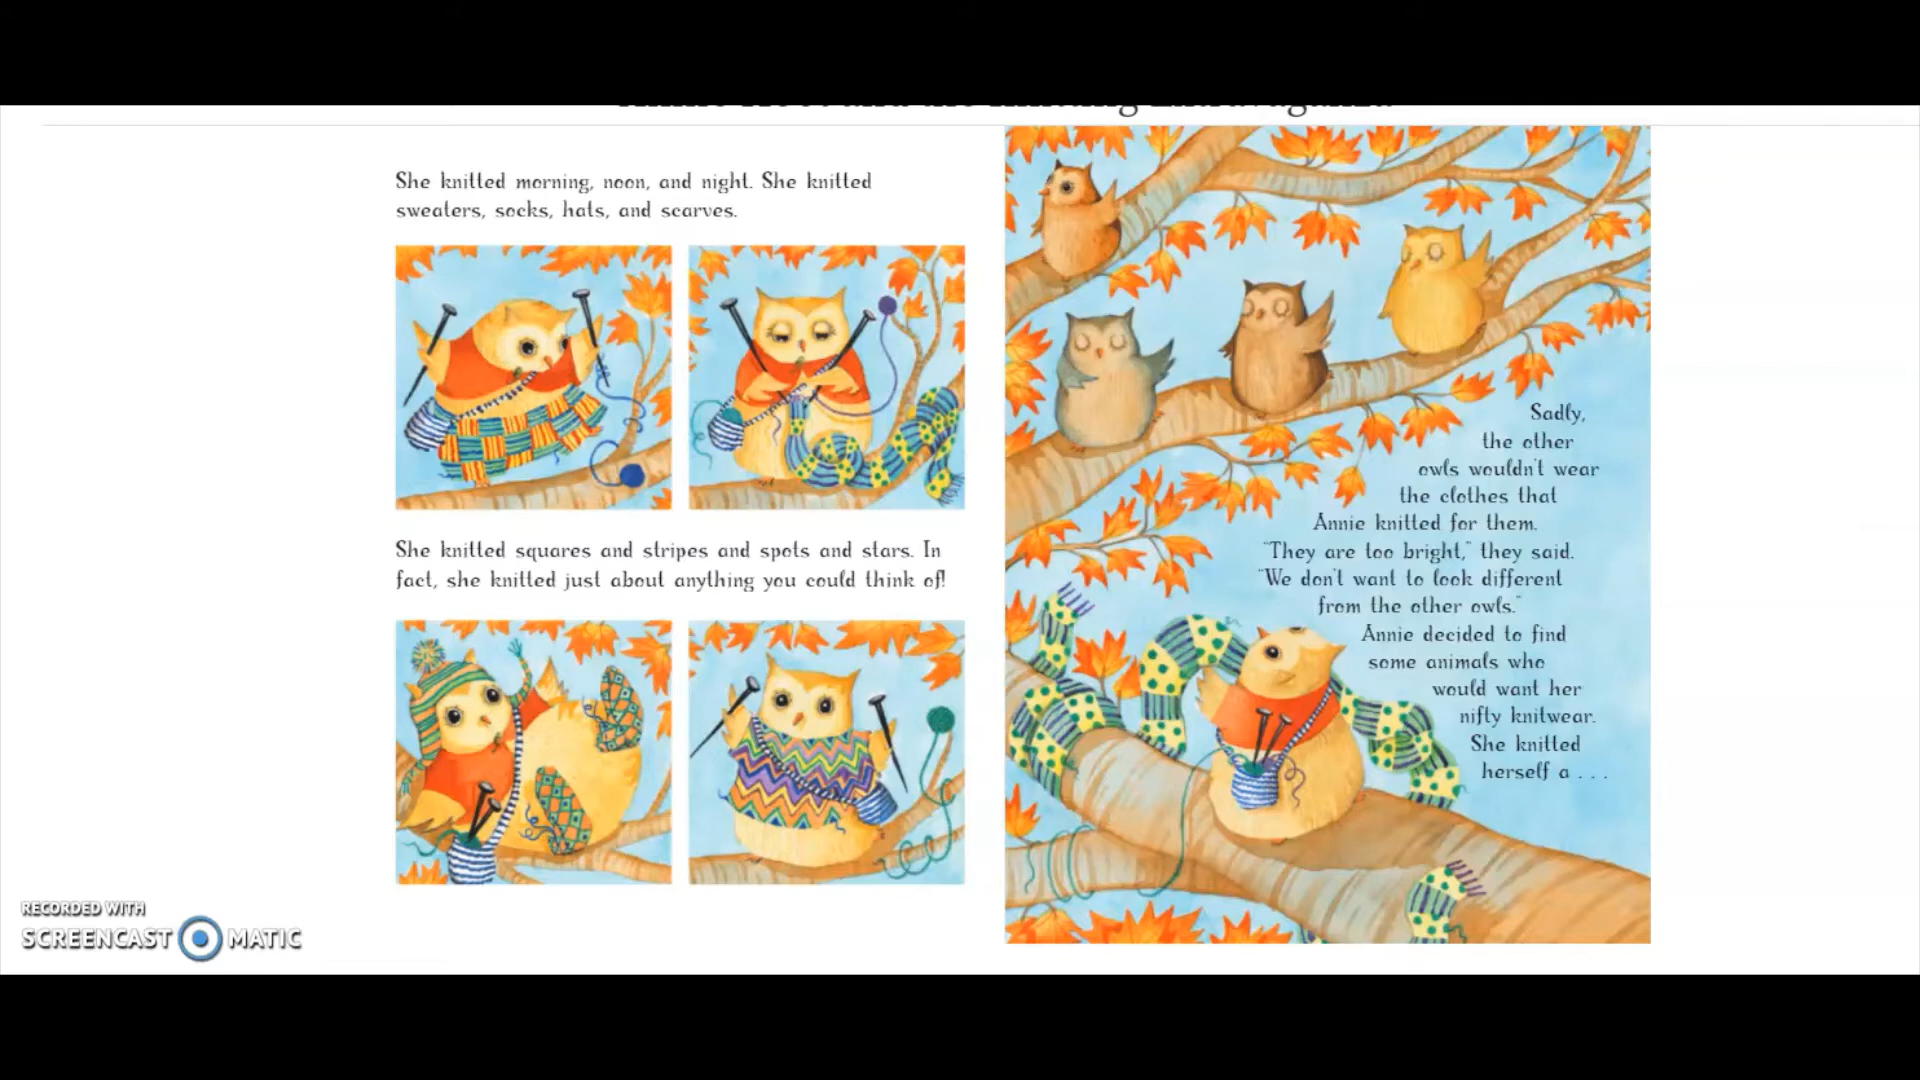 She knitted morning, noon, and night. She knitted
sweaters, socks, hats, and scarves.
She knitted squares and stripes and spots and stars. In
fact, she knitted just about anything you could think of!
Sadly,
the other
owls wouldn't wear
the clothes that
Annie knitted for them.
"They are too bright," they said.
"We don't want to look different
from the other owls."
Annie decided to find
some animals who
would want her
nifty knitwear.
She knitted
herself a . . .
RECORDED WITH
SCREENCAST MATIC